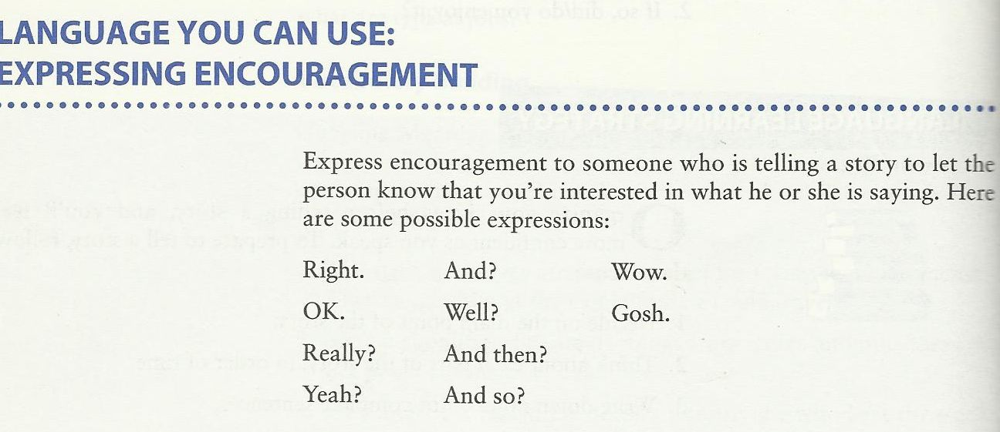 LANGUAGE YOU CAN USE:
EXPRESSING ENCOURAGEMENT
Express encouragement to someone who is telling a story to let the
person know that you're interested in what he or she is saying. Here
are some possible expressions:
Right. And? Wow.
OK. Well? Gosh.
Really? And then?
Yeah? And so?